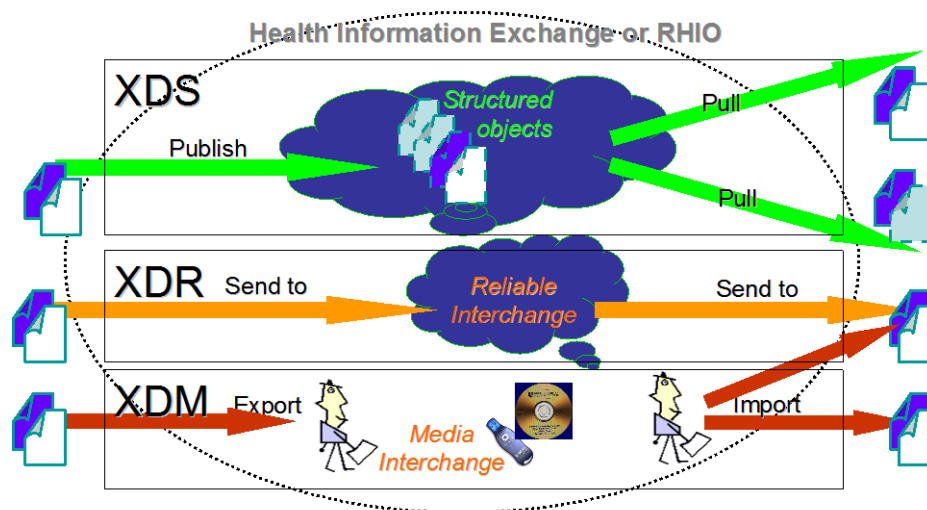 Health Information Exchange or RHIO
XDS
Structured
objects
Publish
Pull
Pull
XDR
Send to
Reliable
Interchange
Send to
XDM
Export
Media
Interchange
Import